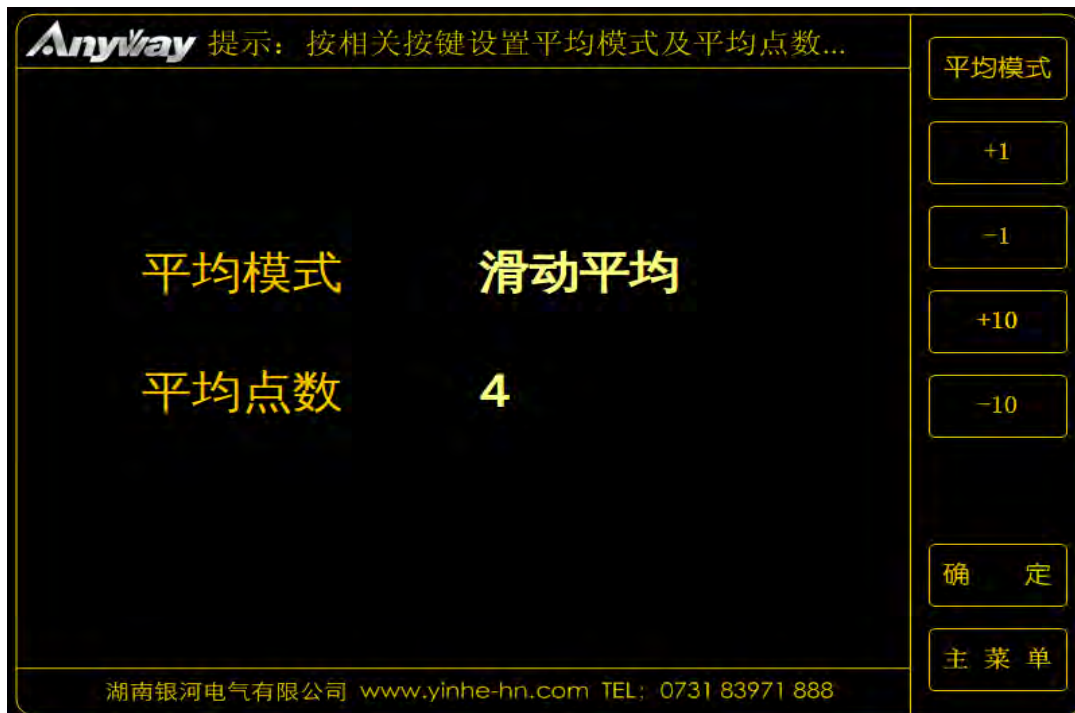 Anyway 提示：按相关按键设置平均模式及平均点数...
平均模式
+1
-1
+10
-10
确 定
主 菜 单
平均模式 滑动平均
平均点数 4
湖南银河电气有限公司 www.yinhe-hn.com TEL: 0731 83971 888